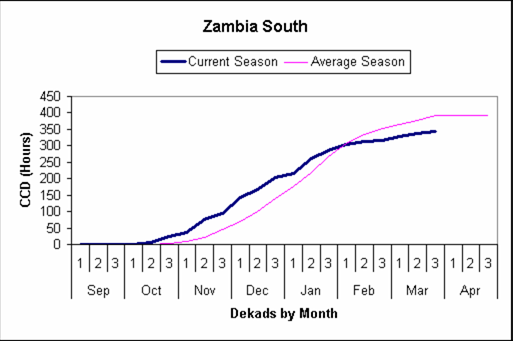 Zambia South
Current Season Average Season
450
400
350
300
250
200
150
100
50
0
CCD (Hours)
1 2 3 1 2 3 1 2 3 1 2 3 1 2 3 1 2 3 1 2 3 1 2 3
Sep Oct Nov Dec Jan Feb Mar Apr
Dekads by Month